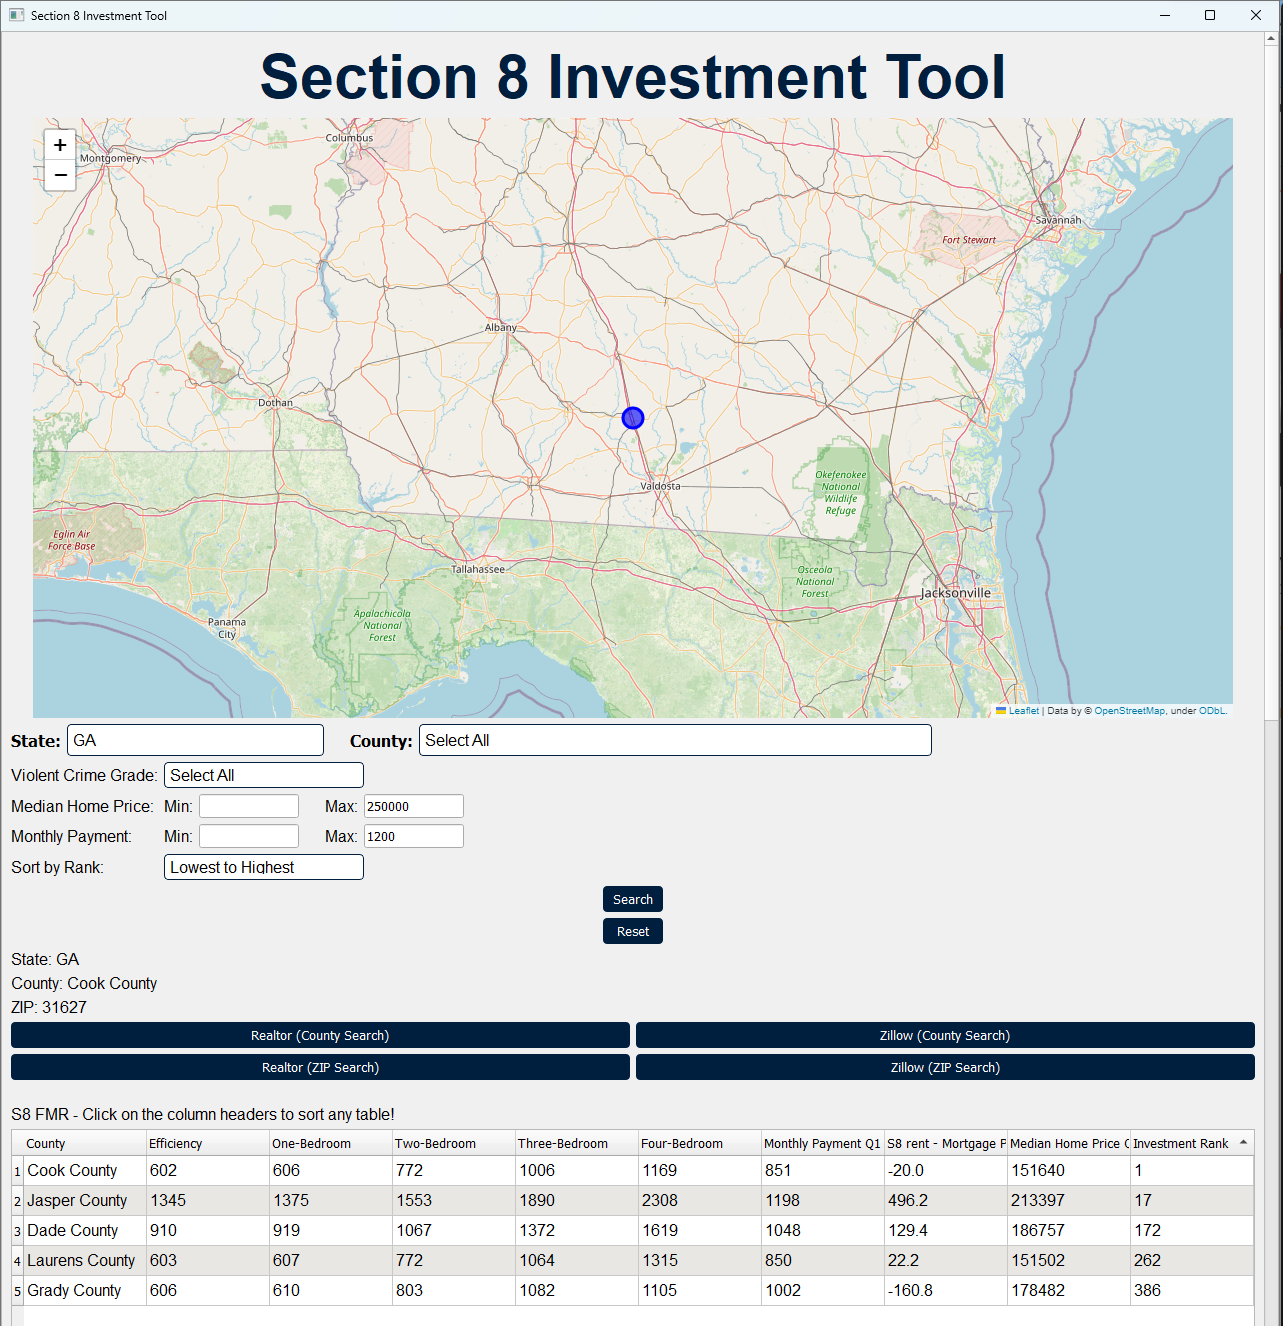 Section 8 Investment Tool
Section 8 Investment Tool
+
−
Columbus
Montgomery
Savannah
Fort Stewart
Albany
Dothan
Valdosta
Okefenokee
National
Wildlife
Refuge
Eglin Air
Force Base
Tallahassee
Osceola
National
Forest
Jacksonville
Apalachicola
National
Forest
Panama
City
Leaflet | Data by © OpenStreetMap, under ODbL.
State: GA County: Select All
Violent Crime Grade: Select All
Median Home Price: Min: Max: 250000
Monthly Payment: Min: Max: 1200
Sort by Rank: Lowest to Highest
Search
Reset
State: GA
County: Cook County
ZIP: 31627
Realtor (County Search) Zillow (County Search)
Realtor (ZIP Search) Zillow (ZIP Search)
S8 FMR - Click on the column headers to sort any table!
County Efficiency One-Bedroom Two-Bedroom Three-Bedroom Four-Bedroom Monthly Payment Q1 S8 rent - Mortgage P Median Home Price Investment Rank
1 Cook County 602 606 772 1006 1169 851 -20.0 151640 1
2 Jasper County 1345 1375 1553 1890 2308 1198 496.2 213397 17
3 Dade County 910 919 1067 1372 1619 1048 129.4 186757 172
4 Laurens County 603 607 772 1064 1315 850 22.2 151502 262
5 Grady County 606 610 803 1082 1105 1002 -160.8 178482 386